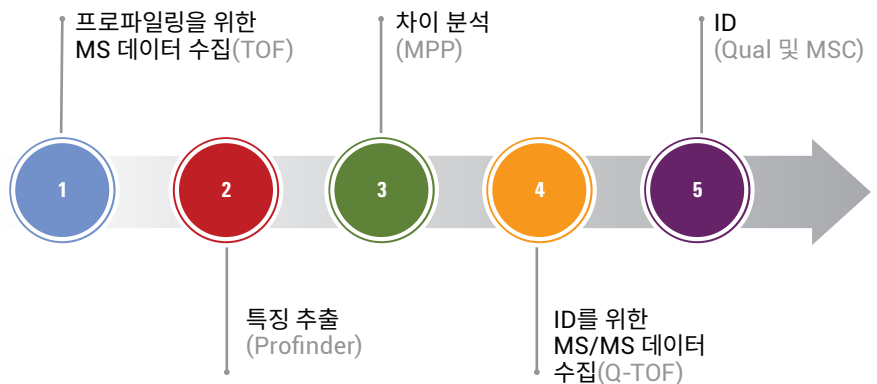 프로파일링을 위한
MS 데이터 수집(TOF)
차이 분석
(MPP)
ID
(Qual 및 MSC)
1
2
3
4
5
특징 추출
(Profinder)
ID를 위한
MS/MS 데이터
수집(Q-TOF)